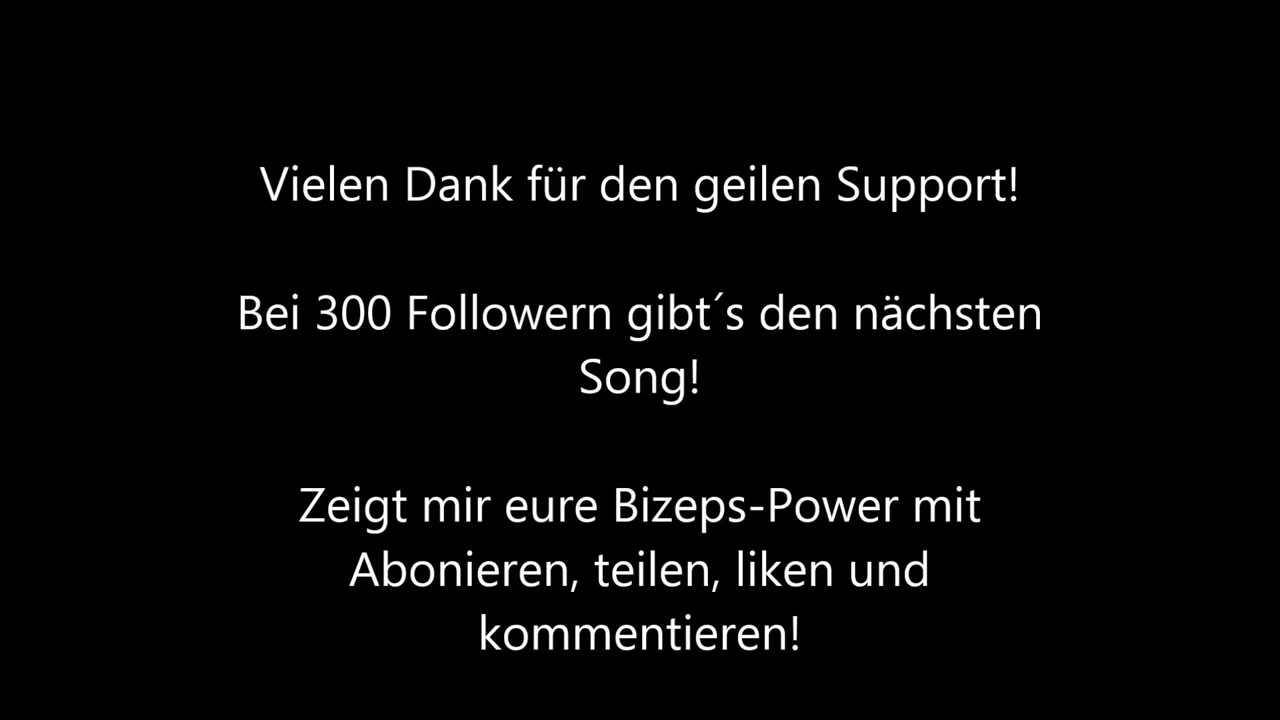 Vielen Dank für den geilen Support!
Bei 300 Followern gibt´s den nächsten
Song!
Zeigt mir eure Bizeps-Power mit
Abonieren, teilen, liken und
kommentieren!